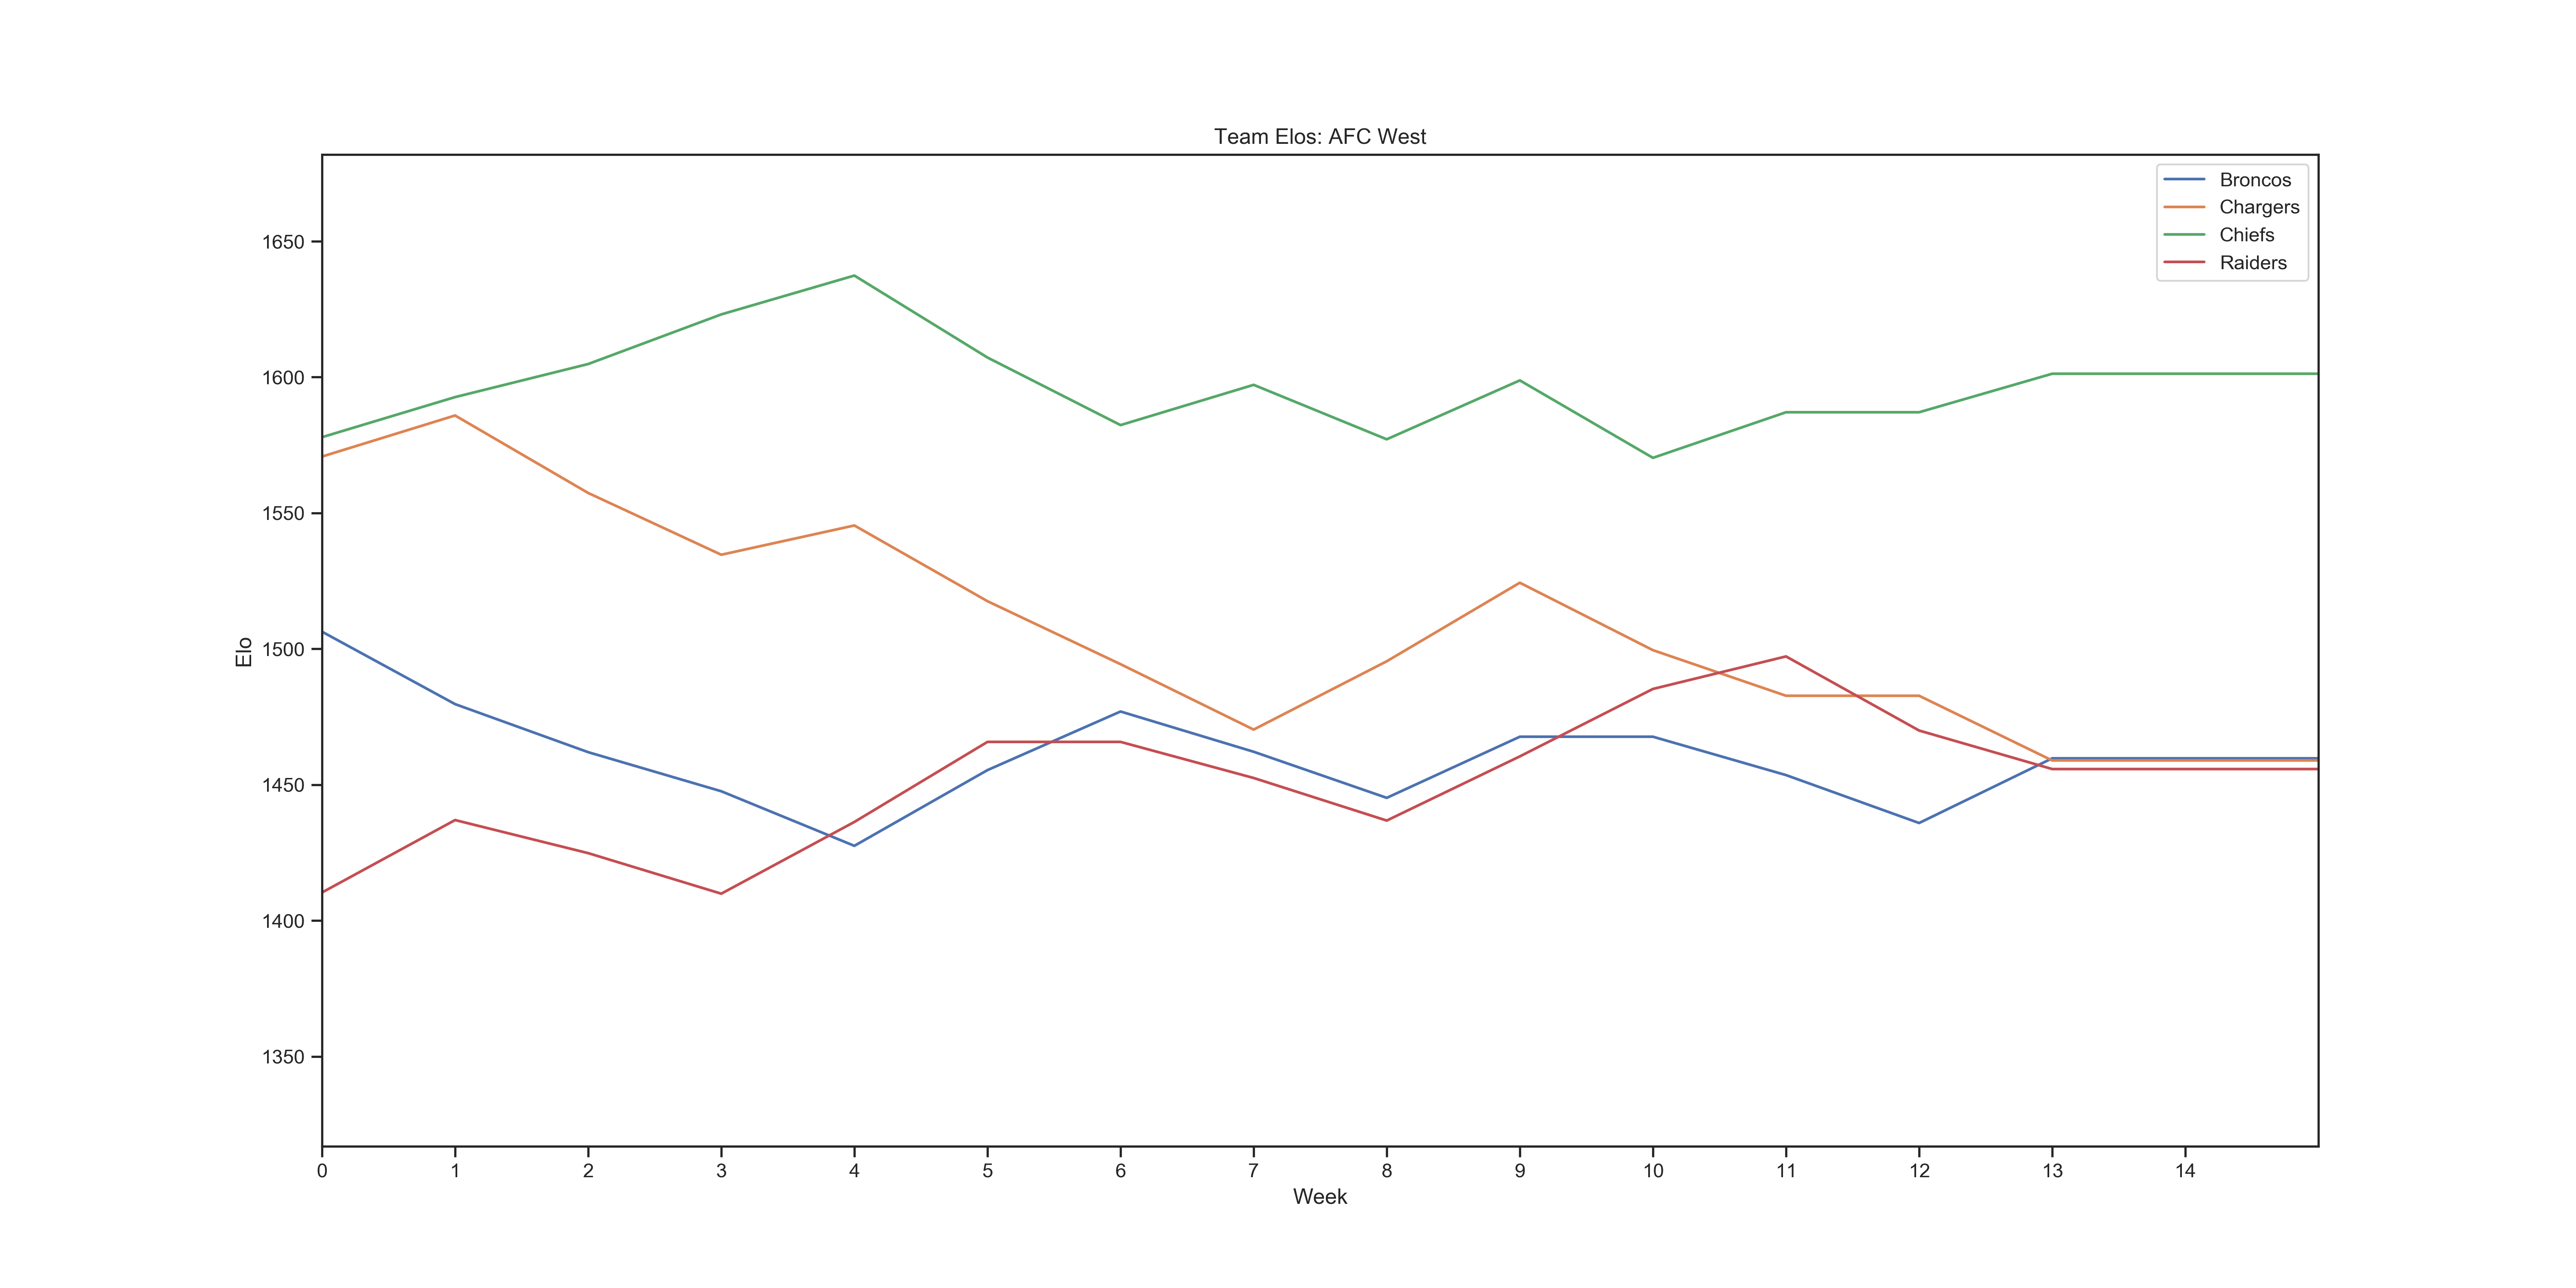 Team Elos: AFC West
Broncos
Chargers
Chiefs
Raiders
Elo
1650
1600
1550
1500
1450
1400
1350
0 1 2 3 4 5 6 7 8 9 10 11 12 13 14
Week